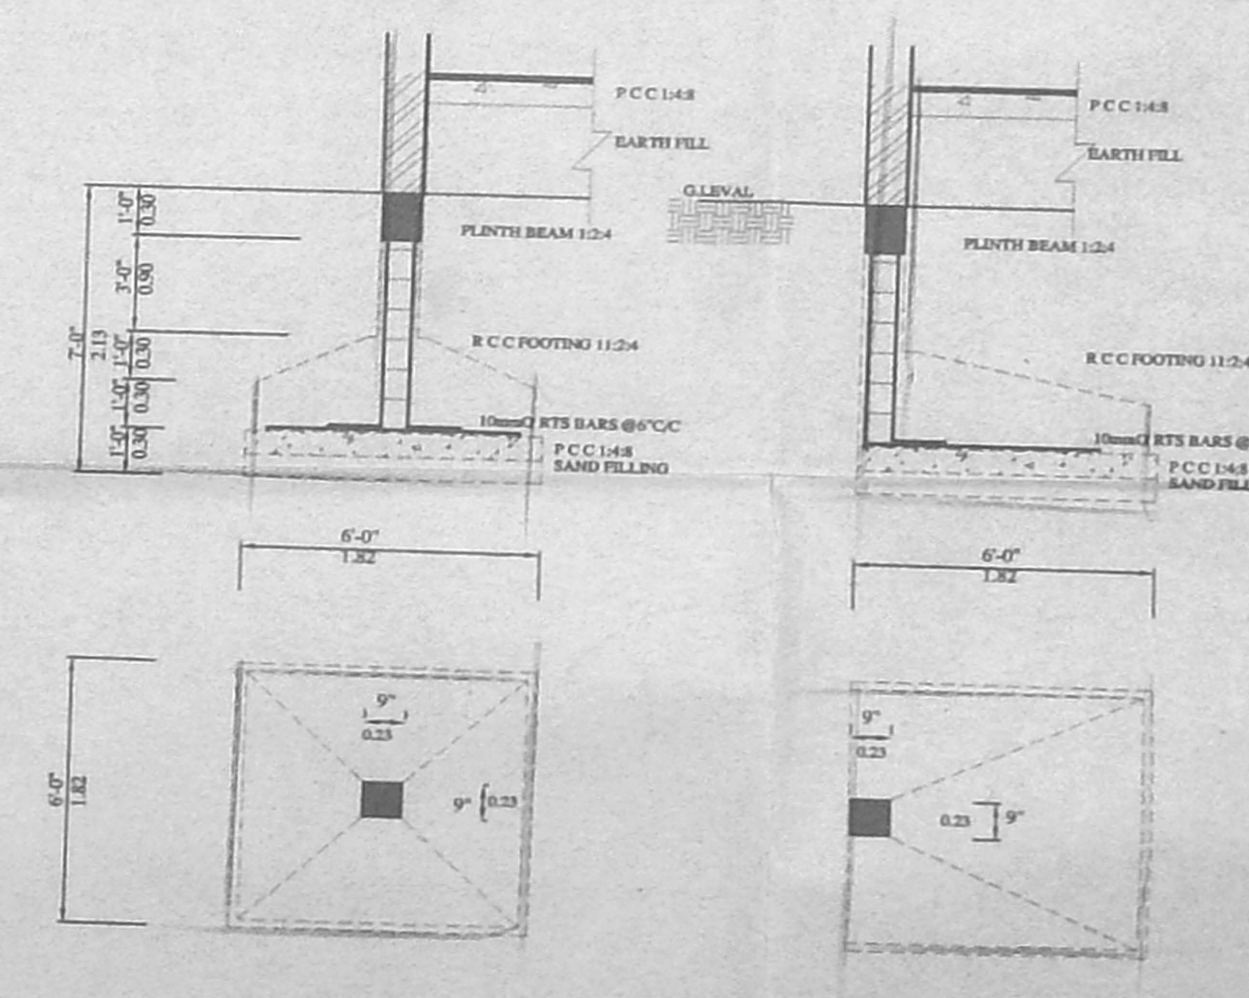 P.C.C 1:4:8
EARTH FILL
PLINTH BEAM 1:2:4
R C C FOOTING 11:2:4
10mmO RTS BARS @6"C/C
P C C 1:4:8
SAND FILLING
1'-0"
0.30
3'-0"
0.90
1'-0"
0.30
1'-0"
0.30
1'-0"
0.30
7'-0"
2.13
G.LEVAL
P C C 1:4:8
EARTH FILL
PLINTH BEAM 1:2:4
R C C FOOTING 11:2:4
10mmO RTS BARS @
P C C 1:4:8
SAND FILL
6'-0"
1.82
6'-0"
1.82
6'-0"
1.82
9"
0.23
9"
0.23
9"
0.23
0.23
9"